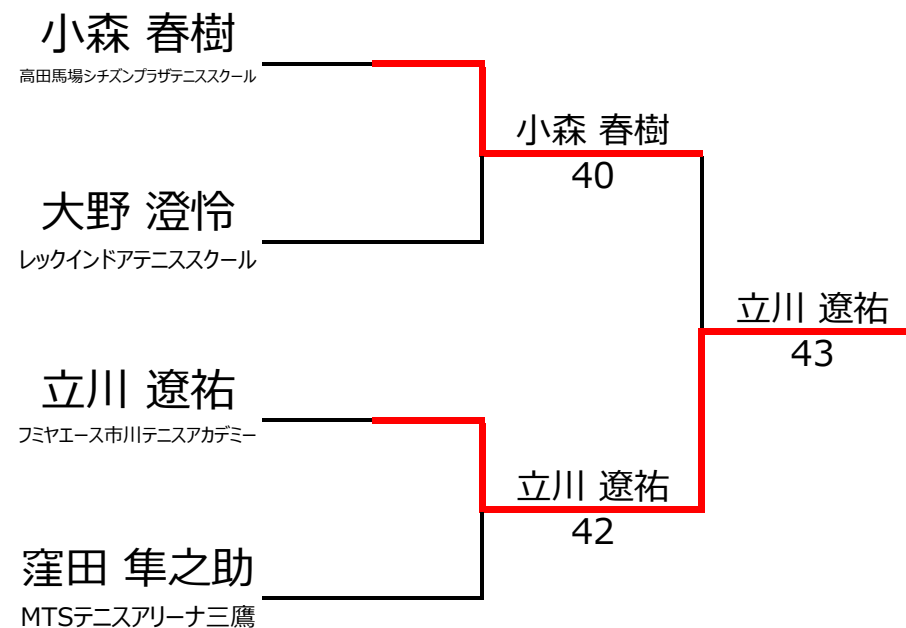 小森 春樹
高田馬場シチズンプラザテニススクール
小森 春樹
40
大野 澄怜
レックインドアテニススクール
立川 遼祐
43
立川 遼祐
フミヤエース市川テニスアカデミー
立川 遼祐
42
窪田 隼之助
MTSテニスアリーナ三鷹